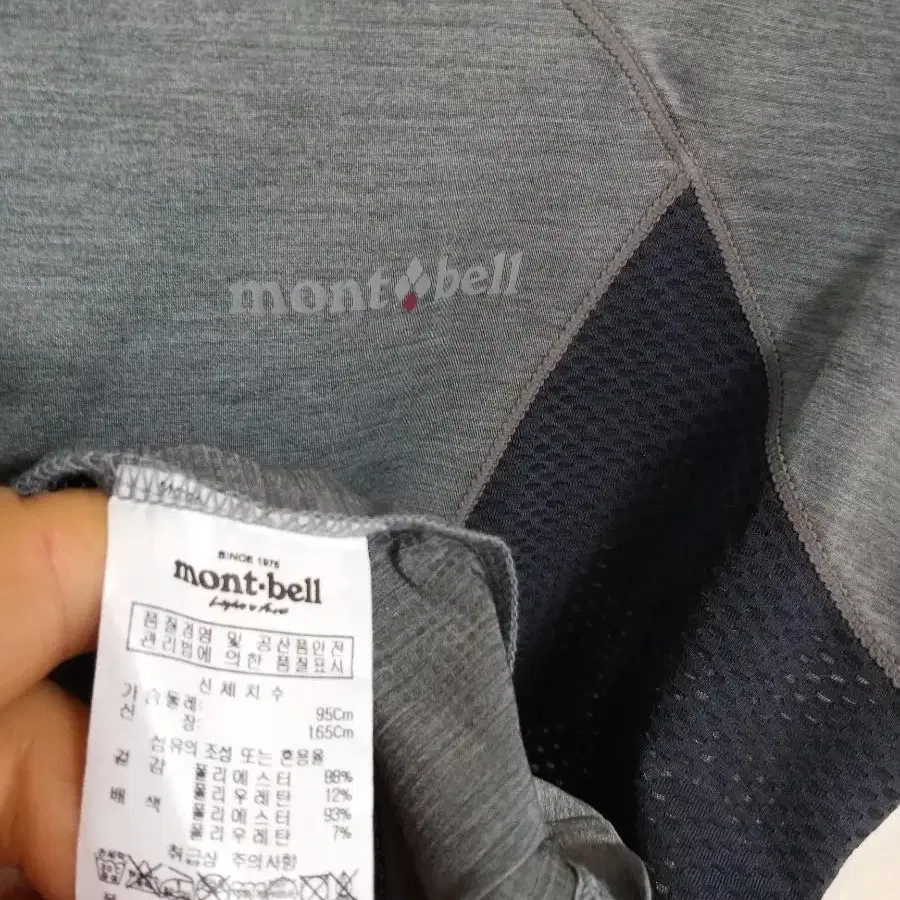 mont bell
SINCE 1975
mont·bell
Light & Fast
품질경영 및 공산품안전
관리법에 의한 품질표시
신체치수
가슴둘레: 95Cm
신 장: 165Cm
섬유의 조성 또는 혼용율
겉 감 폴리에스터 88%
폴리우레탄 12%
배 색 폴리에스터 93%
폴리우레탄 7%
취급상 주의사항